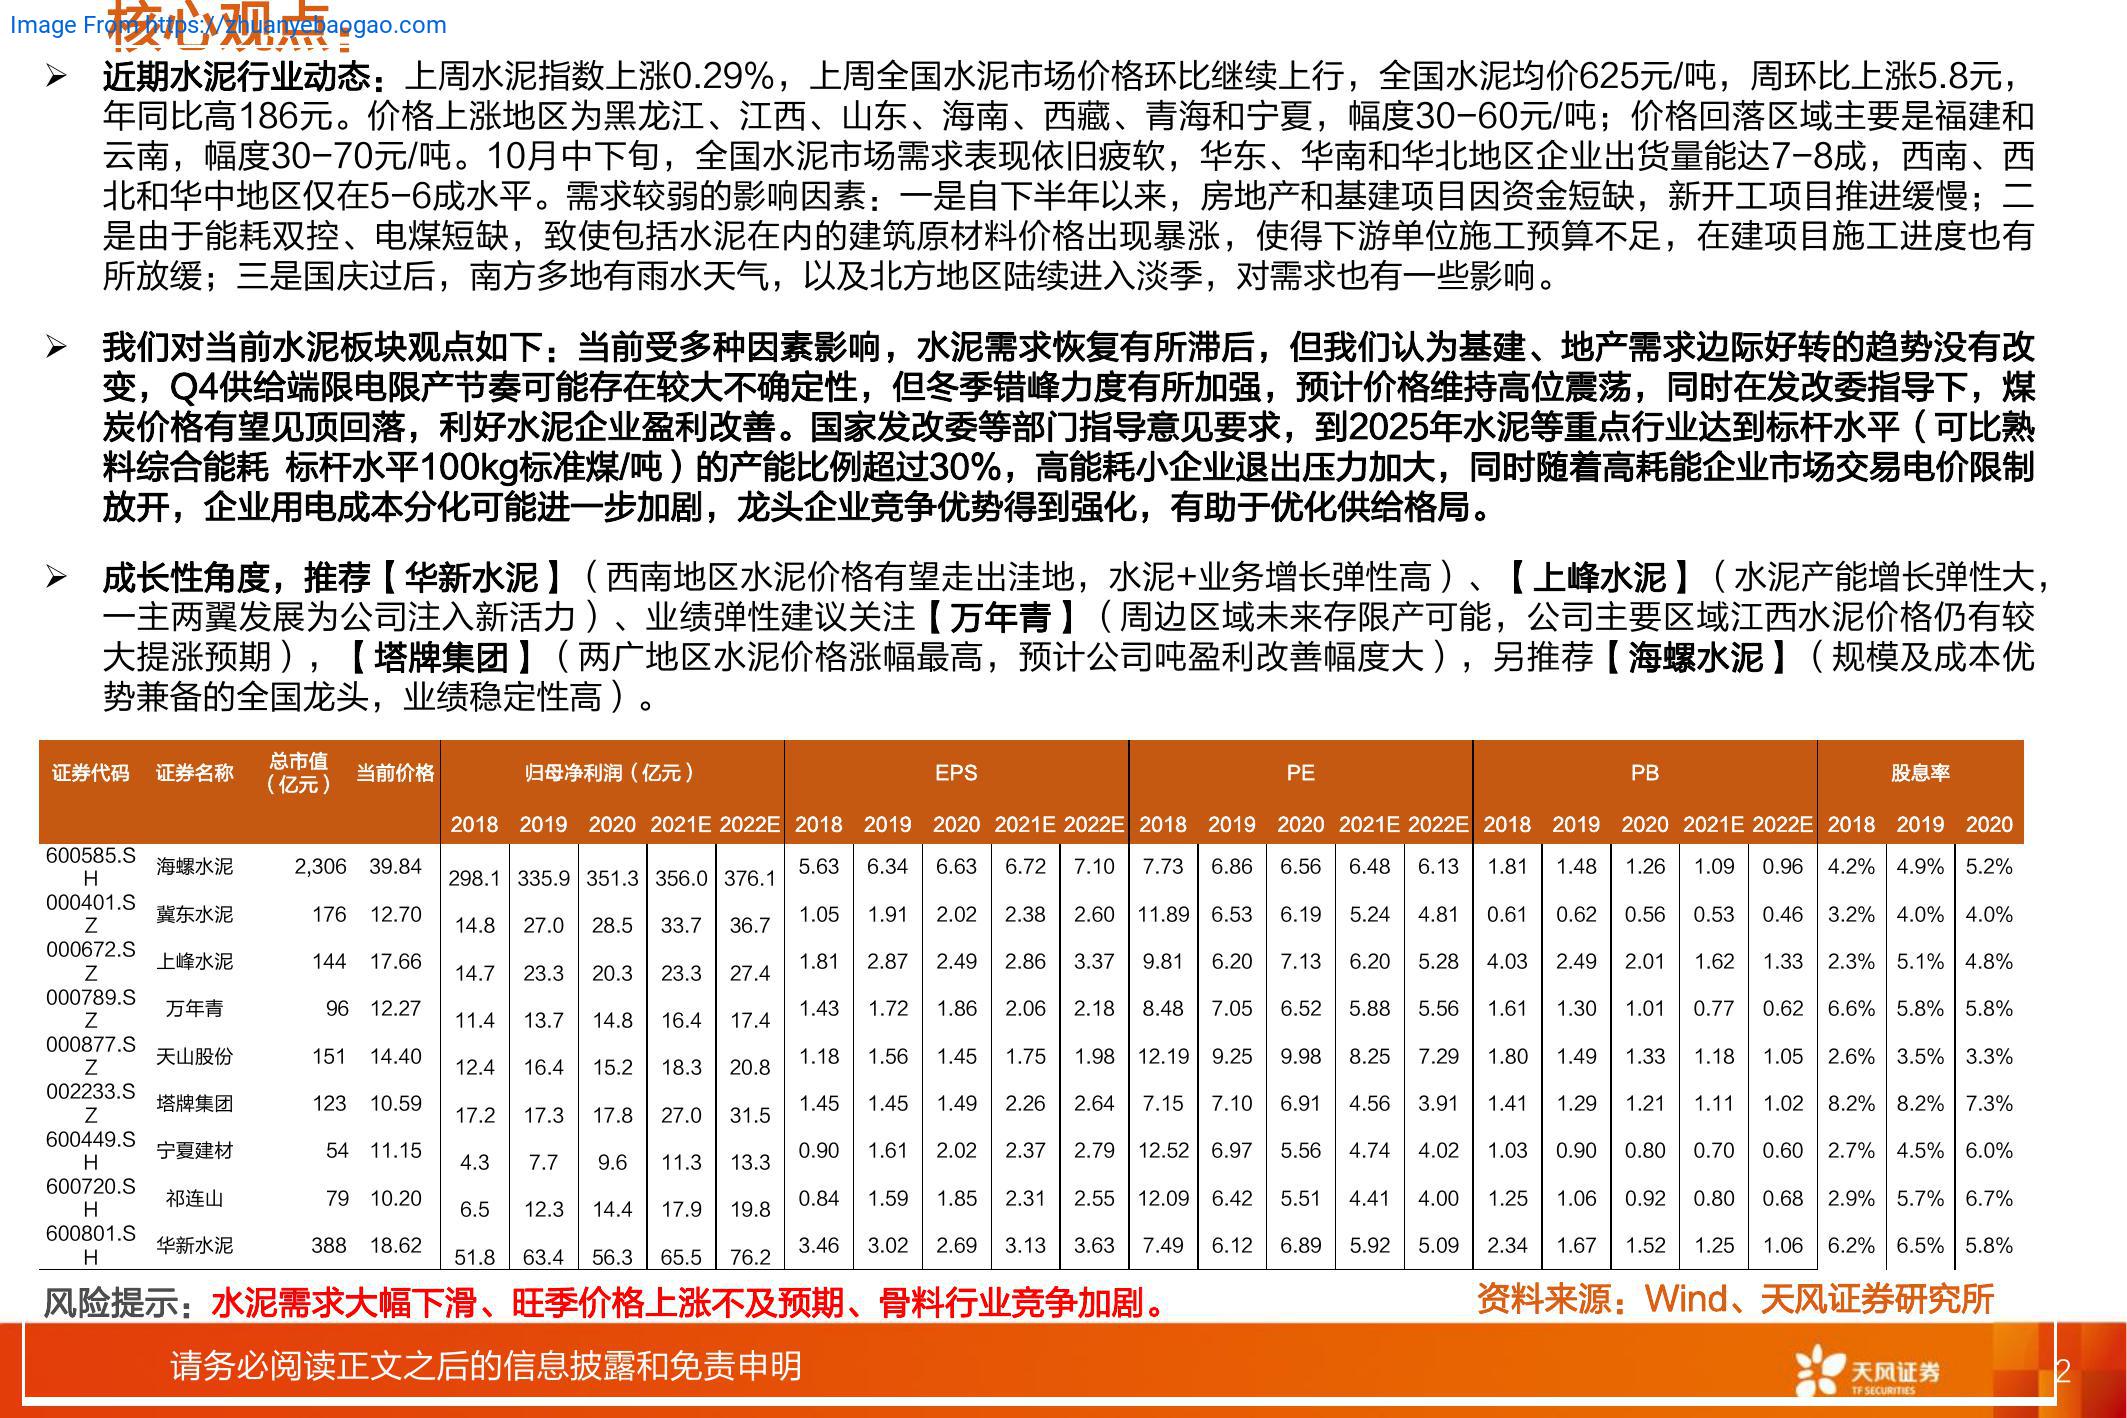 核心观点：
Image From https://zhuanyebaogao.com
➢ 近期水泥行业动态：上周水泥指数上涨0.29%，上周全国水泥市场价格环比继续上行，全国水泥均价625元/吨，周环比上涨5.8元，
年同比高186元。价格上涨地区为黑龙江、江西、山东、海南、西藏、青海和宁夏，幅度30-60元/吨；价格回落区域主要是福建和
云南，幅度30-70元/吨。10月中下旬，全国水泥市场需求表现依旧疲软，华东、华南和华北地区企业出货量能达7-8成，西南、西
北和华中地区仅在5-6成水平。需求较弱的影响因素：一是自下半年以来，房地产和基建项目因资金短缺，新开工项目推进缓慢；二
是由于能耗双控、电煤短缺，致使包括水泥在内的建筑原材料价格出现暴涨，使得下游单位施工预算不足，在建项目施工进度也有
所放缓；三是国庆过后，南方多地有雨水天气，以及北方地区陆续进入淡季，对需求也有一些影响。
➢ 我们对当前水泥板块观点如下：当前受多种因素影响，水泥需求恢复有所滞后，但我们认为基建、地产需求边际好转的趋势没有改
变，Q4供给端限电限产节奏可能存在较大不确定性，但冬季错峰力度有所加强，预计价格维持高位震荡，同时在发改委指导下，煤
炭价格有望见顶回落，利好水泥企业盈利改善。国家发改委等部门指导意见要求，到2025年水泥等重点行业达到标杆水平（可比熟
料综合能耗 标杆水平100kg标准煤/吨）的产能比例超过30%，高能耗小企业退出压力加大，同时随着高耗能企业市场交易电价限制
放开，企业用电成本分化可能进一步加剧，龙头企业竞争优势得到强化，有助于优化供给格局。
➢ 成长性角度，推荐【华新水泥】（西南地区水泥价格有望走出洼地，水泥+业务增长弹性高）、【上峰水泥】（水泥产能增长弹性大，
一主两翼发展为公司注入新活力）、业绩弹性建议关注【万年青】（周边区域未来存限产可能，公司主要区域江西水泥价格仍有较
大提涨预期），【塔牌集团】（两广地区水泥价格涨幅最高，预计公司吨盈利改善幅度大），另推荐【海螺水泥】（规模及成本优
势兼备的全国龙头，业绩稳定性高）。
证券代码 证券名称 总市值（亿元） 当前价格 归母净利润（亿元） EPS PE PB 股息率
2018 2019 2020 2021E 2022E 2018 2019 2020 2021E 2022E 2018 2019 2020 2021E 2022E 2018 2019 2020 2021E 2022E 2018 2019 2020
600585.SH 海螺水泥 2,306 39.84 298.1 335.9 351.3 356.0 376.1 5.63 6.34 6.63 6.72 7.10 7.73 6.86 6.56 6.48 6.13 1.81 1.48 1.26 1.09 0.96 4.2% 4.9% 5.2%
000401.SZ 冀东水泥 176 12.70 14.8 27.0 28.5 33.7 36.7 1.05 1.91 2.02 2.38 2.60 11.89 6.53 6.19 5.24 4.81 0.61 0.62 0.56 0.53 0.46 3.2% 4.0% 4.0%
000672.SZ 上峰水泥 144 17.66 14.7 23.3 20.3 23.3 27.4 1.81 2.87 2.49 2.86 3.37 9.81 6.20 7.13 6.20 5.28 4.03 2.49 2.01 1.62 1.33 2.3% 5.1% 4.8%
000789.SZ 万年青 96 12.27 11.4 13.7 14.8 16.4 17.4 1.43 1.72 1.86 2.06 2.18 8.48 7.05 6.52 5.88 5.56 1.61 1.30 1.01 0.77 0.62 6.6% 5.8% 5.8%
000877.SZ 天山股份 151 14.40 12.4 16.4 15.2 18.3 20.8 1.18 1.56 1.45 1.75 1.98 12.19 9.25 9.98 8.25 7.29 1.80 1.49 1.33 1.18 1.05 2.6% 3.5% 3.3%
002233.SZ 塔牌集团 123 10.59 17.2 17.3 17.8 27.0 31.5 1.45 1.45 1.49 2.26 2.64 7.15 7.10 6.91 4.56 3.91 1.41 1.29 1.21 1.11 1.02 8.2% 8.2% 7.3%
600449.SH 宁夏建材 54 11.15 4.3 7.7 9.6 11.3 13.3 0.90 1.61 2.02 2.37 2.79 12.52 6.97 5.56 4.74 4.02 1.03 0.90 0.80 0.70 0.60 2.7% 4.5% 6.0%
600720.SH 祁连山 79 10.20 6.5 12.3 14.4 17.9 19.8 0.84 1.59 1.85 2.31 2.55 12.09 6.42 5.51 4.41 4.00 1.25 1.06 0.92 0.80 0.68 2.9% 5.7% 6.7%
600801.SH 华新水泥 388 18.62 51.8 63.4 56.3 65.5 76.2 3.46 3.02 2.69 3.13 3.63 7.49 6.12 6.89 5.92 5.09 2.34 1.67 1.52 1.25 1.06 6.2% 6.5% 5.8%
风险提示：水泥需求大幅下滑、旺季价格上涨不及预期、骨料行业竞争加剧。
资料来源：Wind、天风证券研究所
请务必阅读正文之后的信息披露和免责申明
天风证券
TF SECURITIES
2